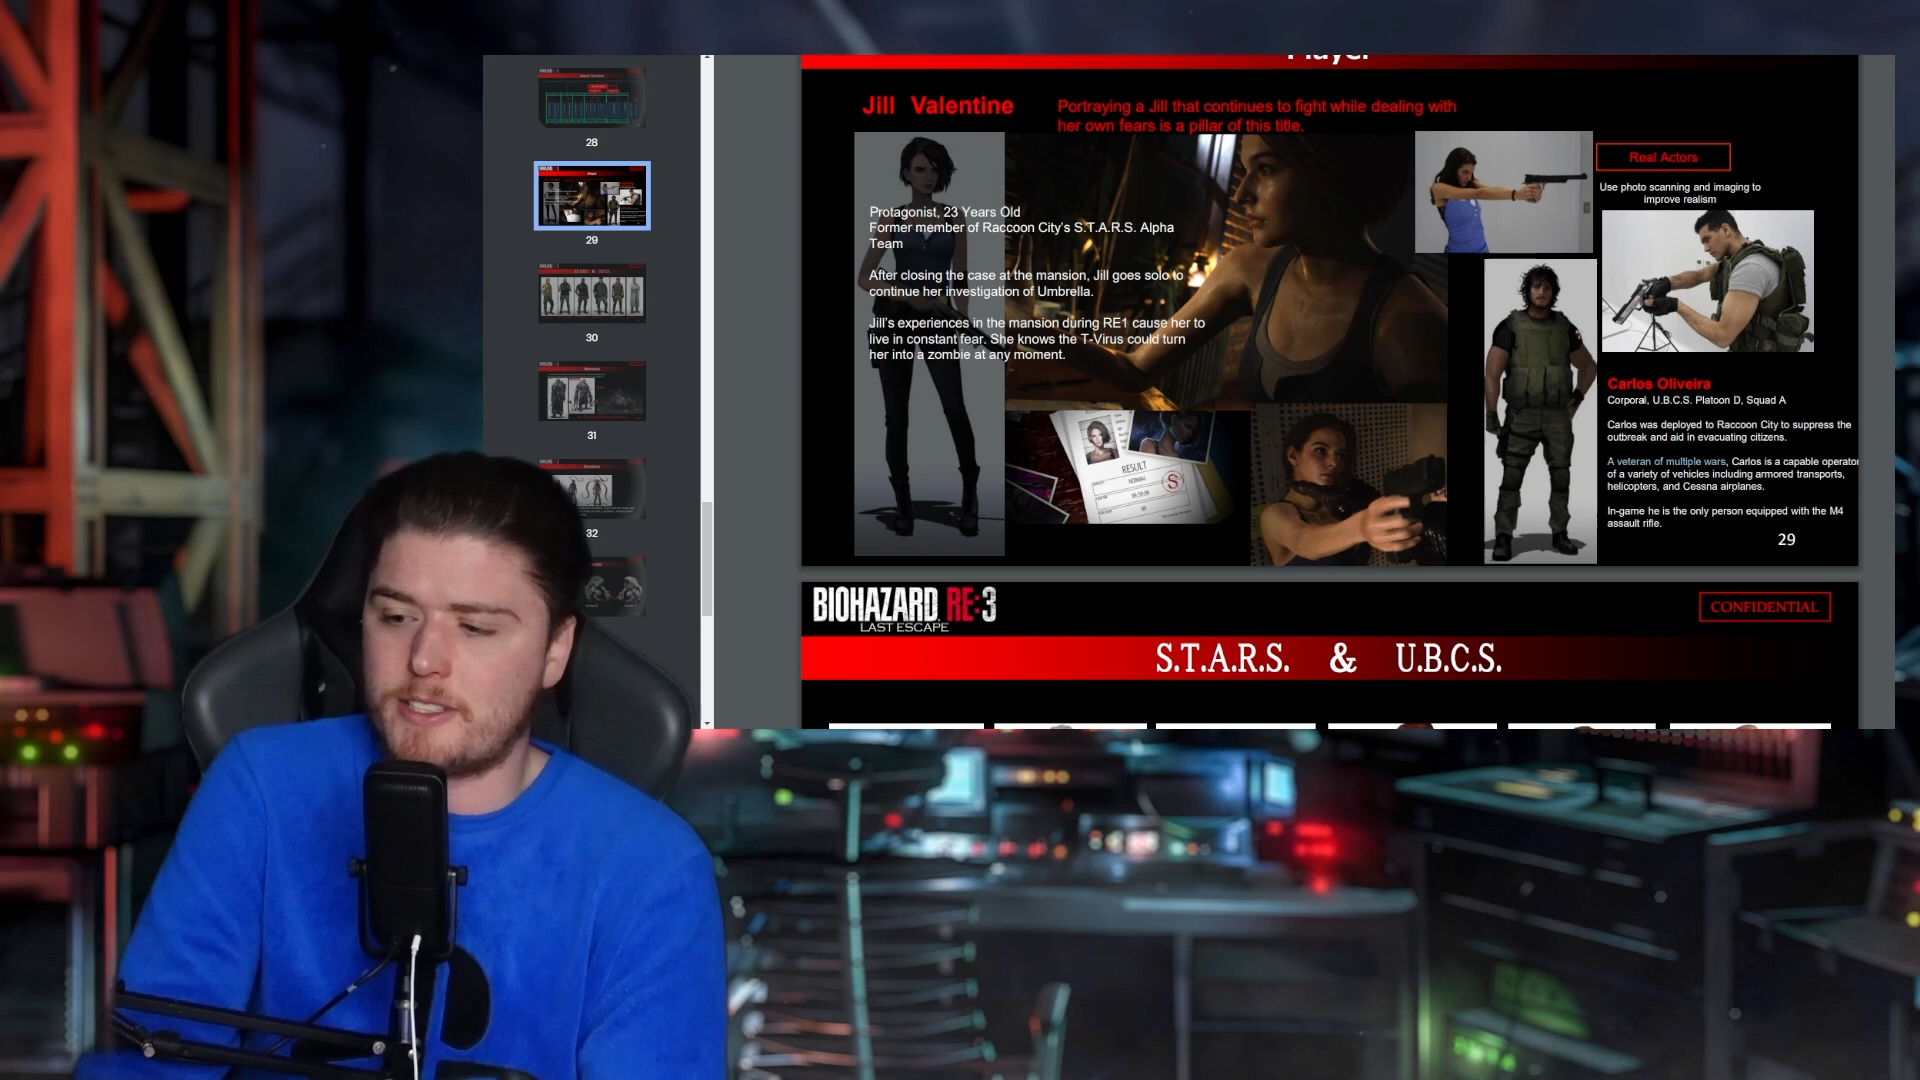 Player
Jill Valentine
Portraying a Jill that continues to fight while dealing with
her own fears is a pillar of this title.
Protagonist, 23 Years Old
Former member of Raccoon City's S.T.A.R.S. Alpha
Team
After closing the case at the mansion, Jill goes solo to
continue her investigation of Umbrella.
Jill's experiences in the mansion during RE1 cause her to
live in constant fear. She knows the T-Virus could turn
her into a zombie at any moment.
RESULT
S
Real Actors
Use photo scanning and imaging to
improve realism
Carlos Oliveira
Corporal, U.B.C.S. Platoon D, Squad A
Carlos was deployed to Raccoon City to suppress the
outbreak and aid in evacuating citizens.
A veteran of multiple wars, Carlos is a capable operator
of a variety of vehicles including armored transports,
helicopters, and Cessna airplanes.
In-game he is the only person equipped with the M4
assault rifle.
29
BIOHAZARD RE:3
LAST ESCAPE
CONFIDENTIAL
S.T.A.R.S. & U.B.C.S.
28
29
30
31
32